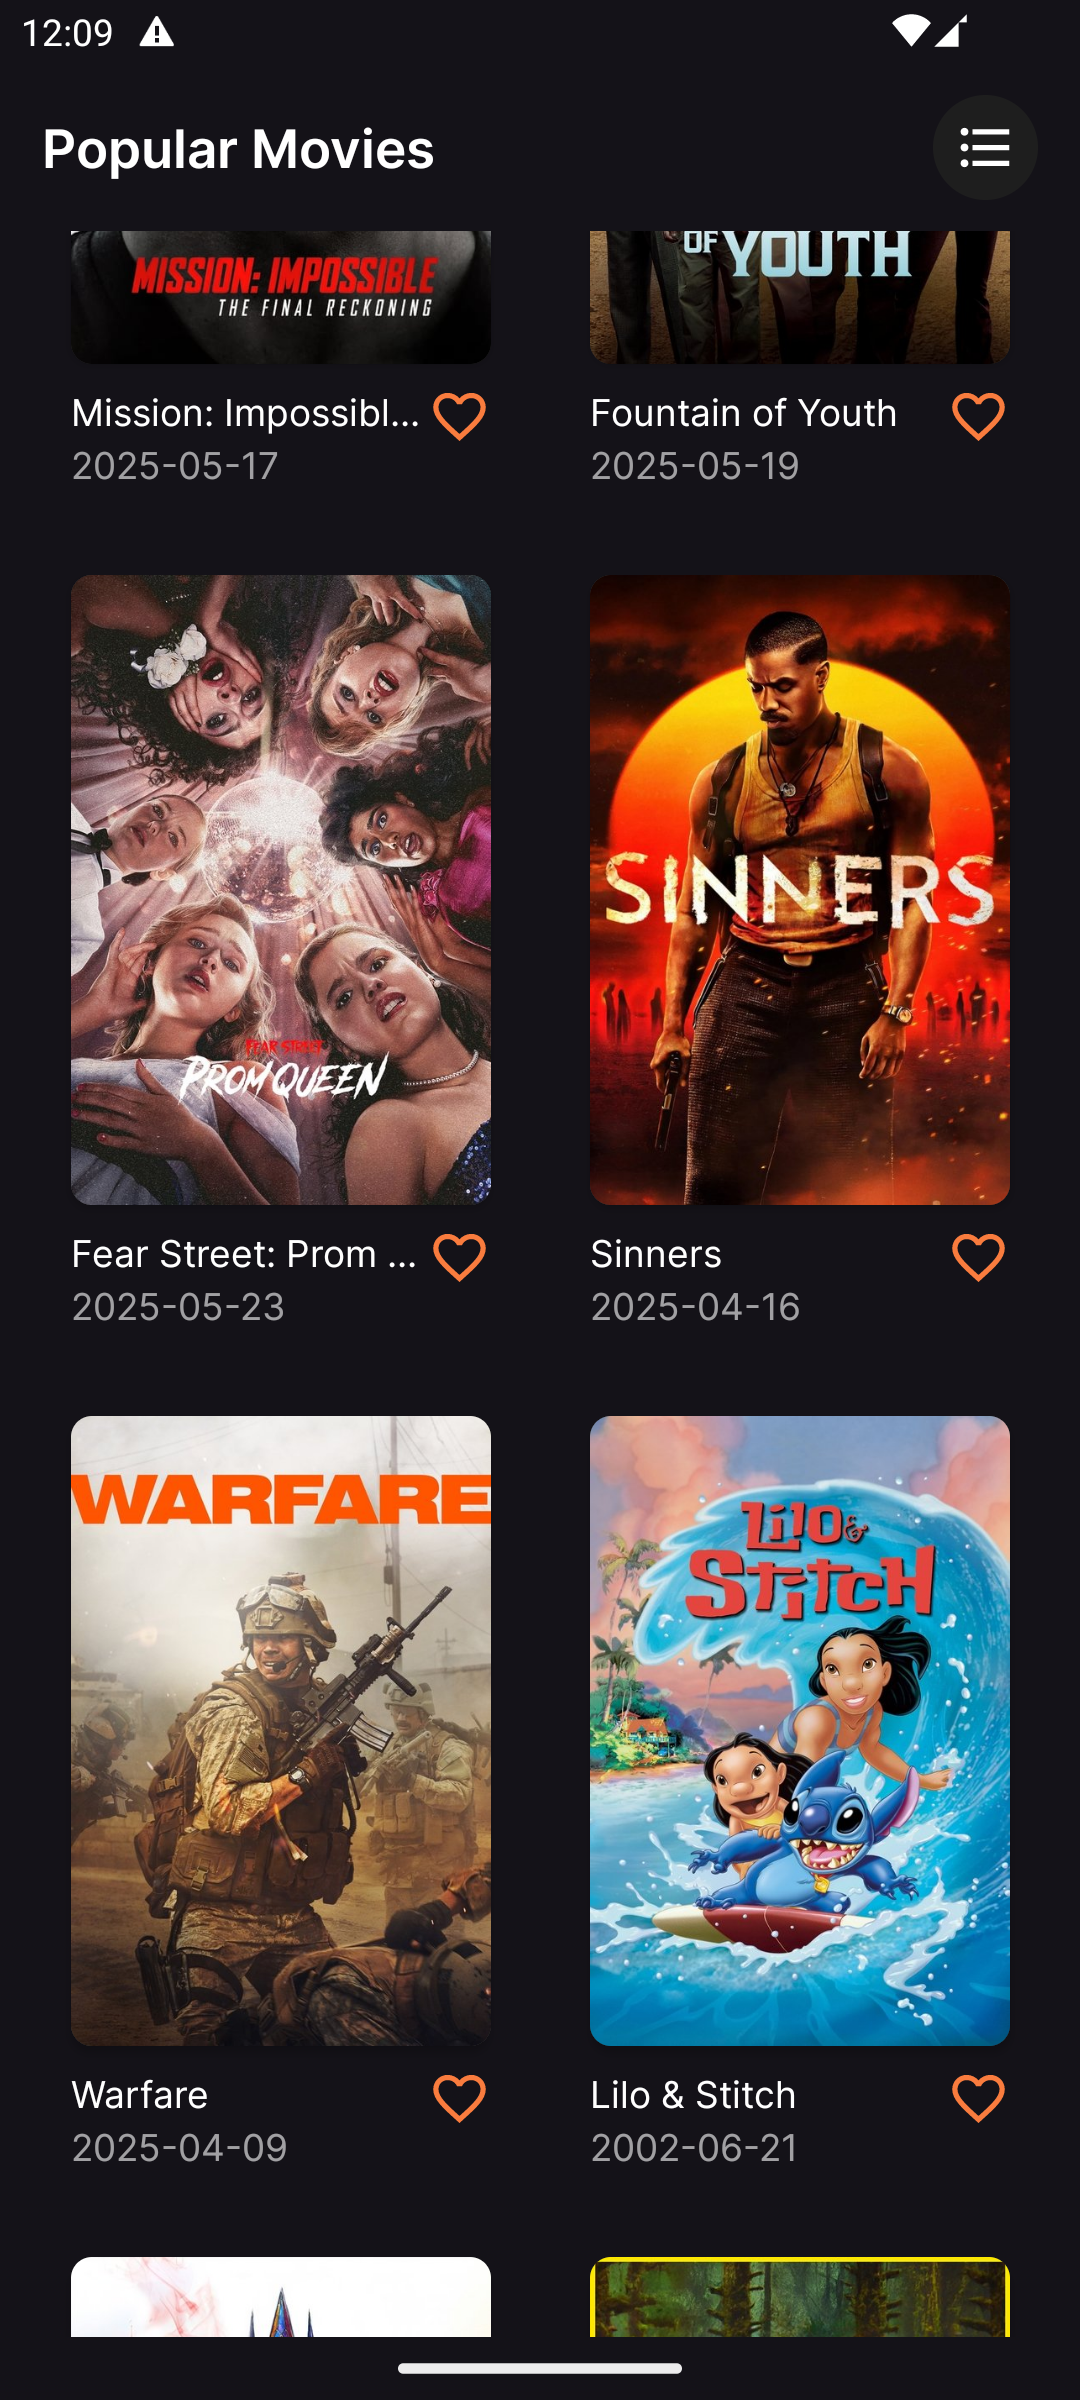 12:09
Popular Movies
MISSION: IMPOSSIBLE
THE FINAL RECKONING
OF YOUTH
Mission: Impossibl...
2025-05-17
Fountain of Youth
2025-05-19
FEAR STREET
PROM QUEEN
SINNERS
Fear Street: Prom ...
2025-05-23
Sinners
2025-04-16
WARFARE
Lilo &
Stitch
Warfare
2025-04-09
Lilo & Stitch
2002-06-21